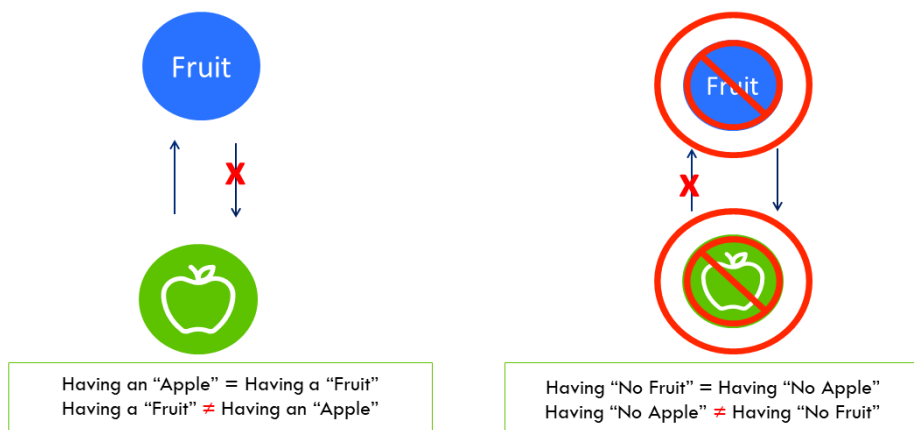 Fruit
X
Having an “Apple” = Having a “Fruit”
Having a “Fruit” ≠ Having an “Apple”
Fruit
X
Having “No Fruit” = Having “No Apple”
Having “No Apple” ≠ Having “No Fruit”